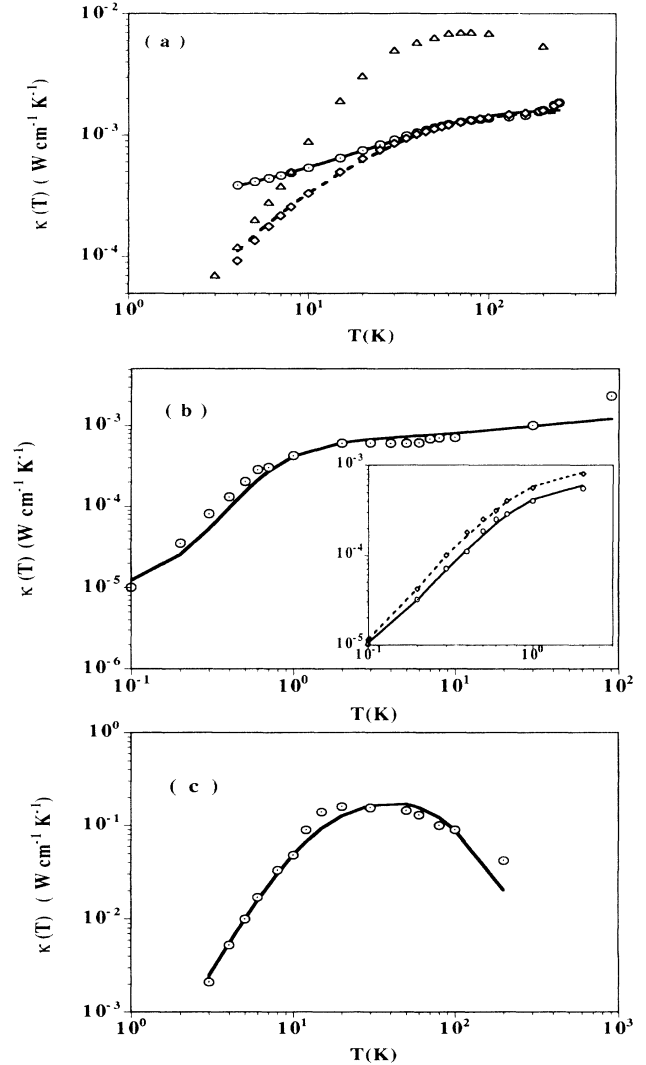 10⁻²
( a )
10⁻³
10⁻⁴
κ (T) ( W cm⁻¹ K⁻¹)
10⁰ 10¹ 10²
T(K)
( b )
10⁻³
10⁻⁴
10⁻⁵
10⁻⁶
κ (T) (W cm⁻¹ K⁻¹)
10⁻³
10⁻⁴
10⁻⁵
10⁻¹ 10⁰
10⁻¹ 10⁰ 10¹ 10²
T(K)
10⁰
( c )
10⁻¹
10⁻²
10⁻³
κ (T) ( W cm⁻¹ K⁻¹)
10⁰ 10¹ 10² 10³
T(K)